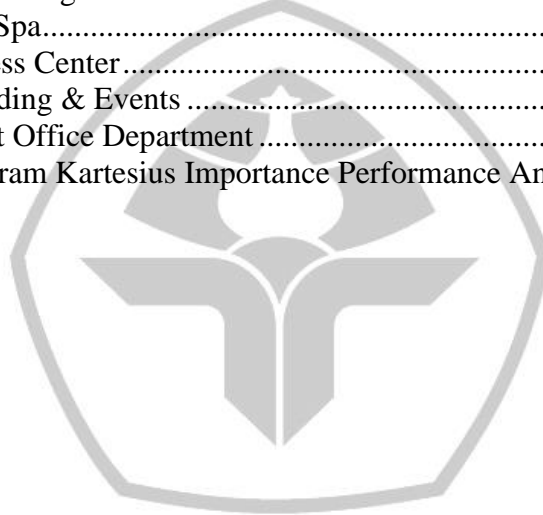 Spa
ess Center
ding & Events
t Office Department
ram Kartesius Importance Performance An